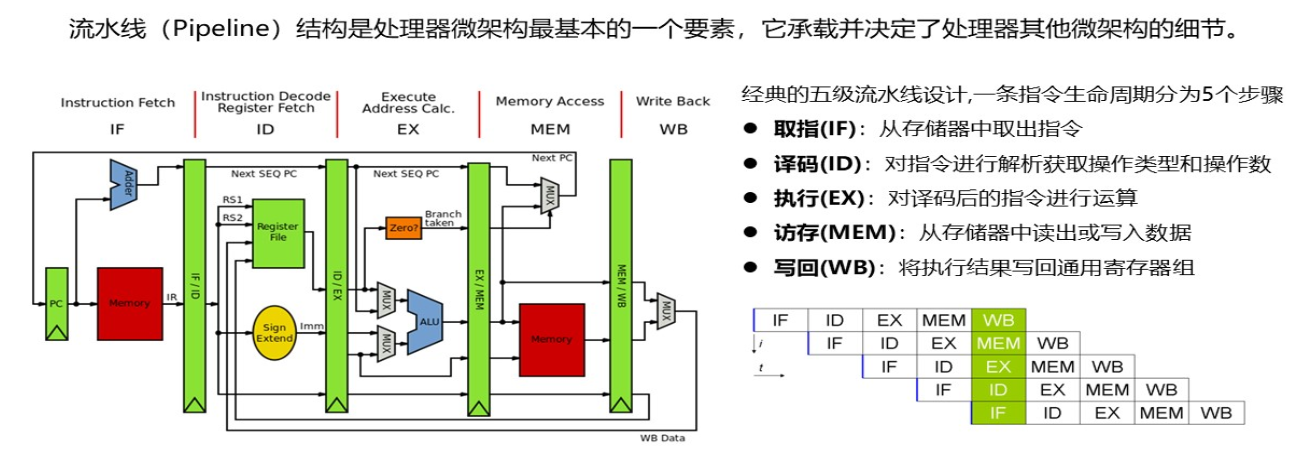 流水线（Pipeline）结构是处理器微架构最基本的一个要素，它承载并决定了处理器其他微架构的细节。
Instruction Fetch
IF
Instruction Decode
Register Fetch
ID
Execute
Address Calc.
EX
Memory Access
MEM
Write Back
WB
Next PC
Adder
Next SEQ PC
Next SEQ PC
MUX
RS1
RS2
Register
File
Branch
taken
Zero?
IF / ID
ID / EX
EX / MEM
MEM / WB
PC
Memory
IR
MUX
MUX
ALU
Sign
Extend
Imm
Memory
MUX
WB Data
经典的五级流水线设计,一条指令生命周期分为5个步骤
● 取指(IF)：从存储器中取出指令
● 译码(ID)：对指令进行解析获取操作类型和操作数
● 执行(EX)：对译码后的指令进行运算
● 访存(MEM)：从存储器中读出或写入数据
● 写回(WB)：将执行结果写回通用寄存器组
IF ID EX MEM WB
i IF ID EX MEM WB
t IF ID EX MEM WB
IF ID EX MEM WB
IF ID EX MEM WB